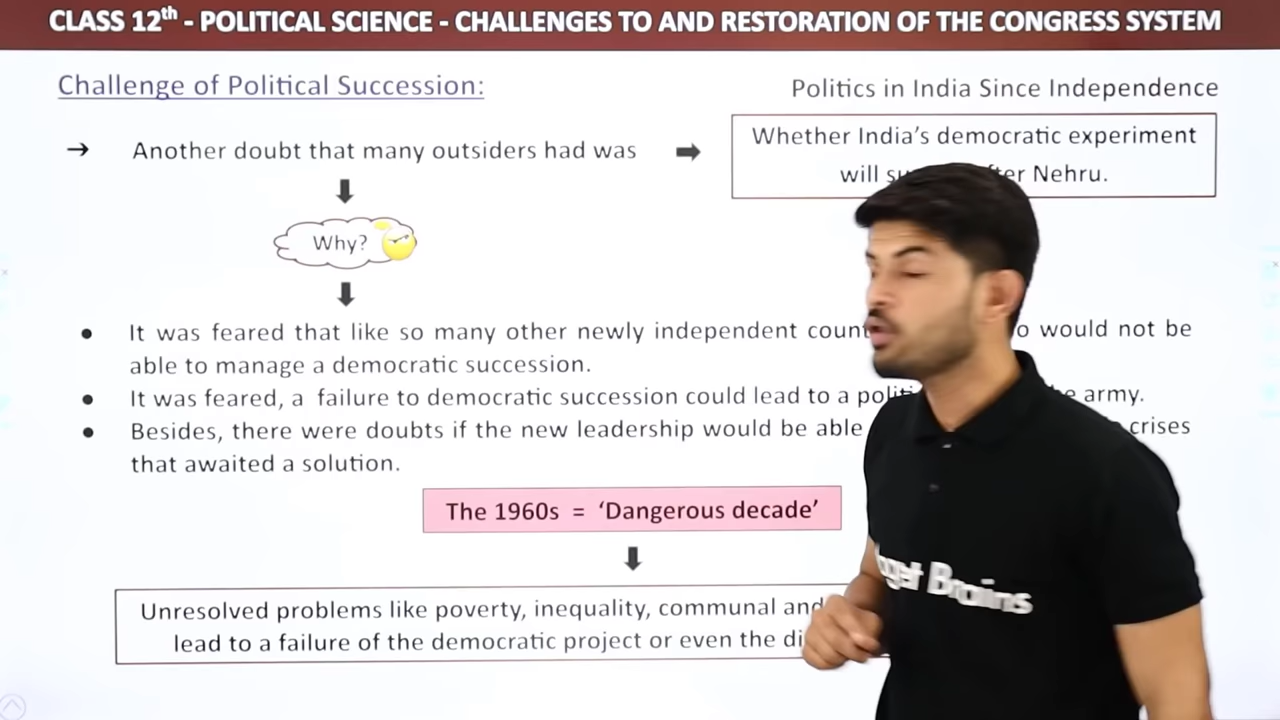 CLASS 12th - POLITICAL SCIENCE - CHALLENGES TO AND RESTORATION OF THE CONGRESS SYSTEM
Challenge of Political Succession:
Politics in India Since Independence
→ Another doubt that many outsiders had was ➡
Whether India’s democratic experiment
will Nehru.
Why?
● It was feared that like so many other newly independent would not be
able to manage a democratic succession.
● It was feared, a failure to democratic succession could lead to a army.
● Besides, there were doubts if the new leadership would be able crises
that awaited a solution.
The 1960s = ‘Dangerous decade’
Unresolved problems like poverty, inequality, communal and
lead to a failure of the democratic project or even the
Brains